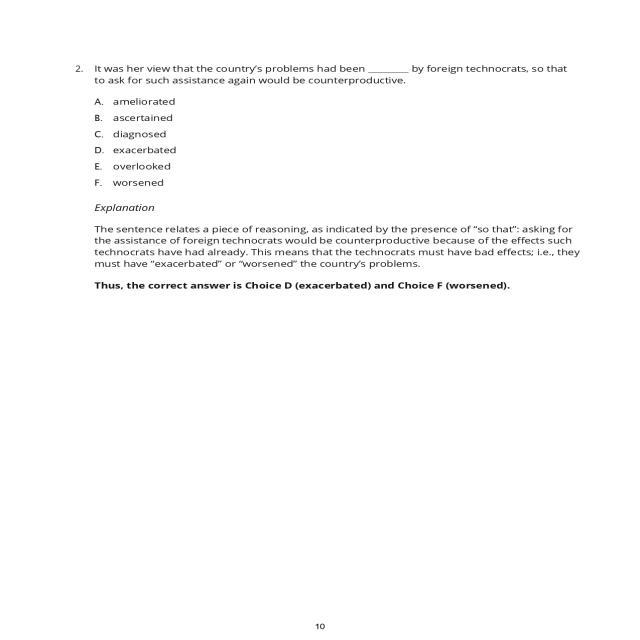 2. It was her view that the country's problems had been ________ by foreign technocrats, so that
to ask for such assistance again would be counterproductive.
A. ameliorated
B. ascertained
C. diagnosed
D. exacerbated
E. overlooked
F. worsened
Explanation
The sentence relates a piece of reasoning, as indicated by the presence of “so that”: asking for
the assistance of foreign technocrats would be counterproductive because of the effects such
technocrats have had already. This means that the technocrats must have bad effects; i.e., they
must have “exacerbated” or “worsened” the country's problems.
Thus, the correct answer is Choice D (exacerbated) and Choice F (worsened).
10